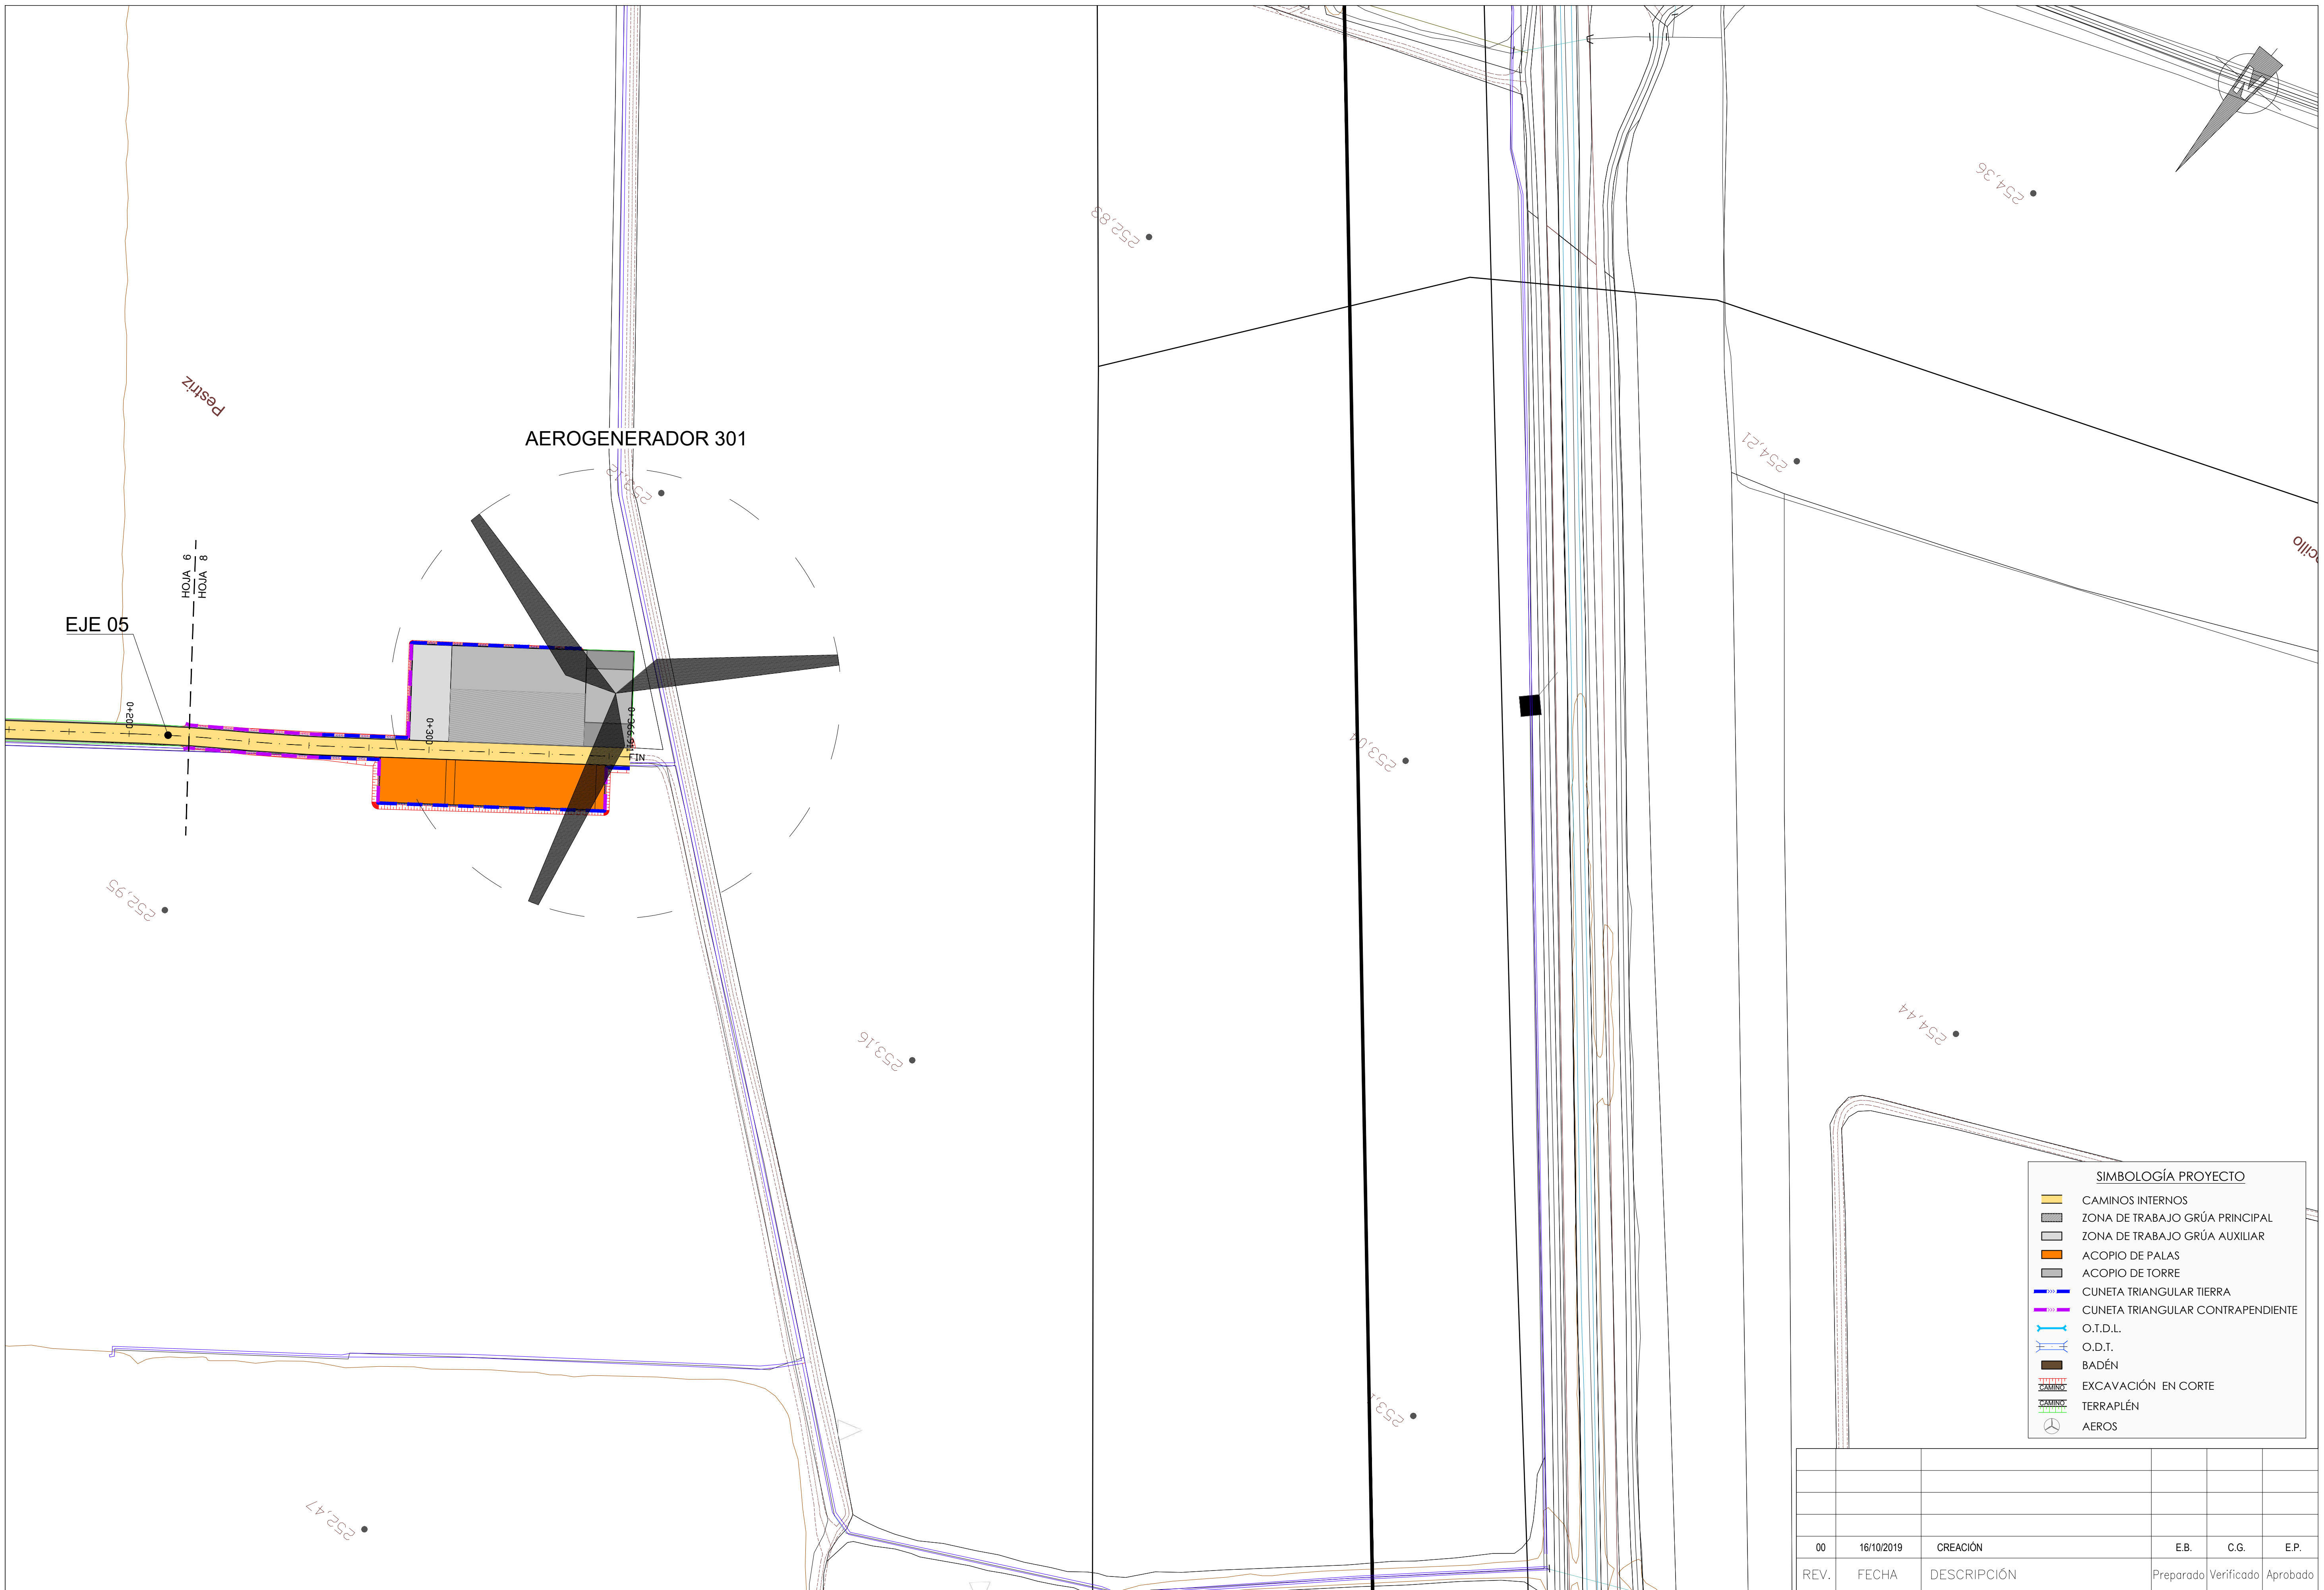 N
254,36
252,83
Pestriz
AEROGENERADOR 301
254,21
HOJA 6
HOJA 8
EJE 05
0+200
0+300
FIN
253,04
252,95
253,16
254,44
252,47
SIMBOLOGÍA PROYECTO
CAMINOS INTERNOS
ZONA DE TRABAJO GRÚA PRINCIPAL
ZONA DE TRABAJO GRÚA AUXILIAR
ACOPIO DE PALAS
ACOPIO DE TORRE
CUNETA TRIANGULAR TIERRA
CUNETA TRIANGULAR CONTRAPENDIENTE
O.T.D.L.
O.D.T.
BADÉN
CAMINO EXCAVACIÓN EN CORTE
CAMINO TERRAPLÉN
AEROS
00 16/10/2019 CREACIÓN E.B. C.G. E.P.
REV. FECHA DESCRIPCIÓN Preparado Verificado Aprobado